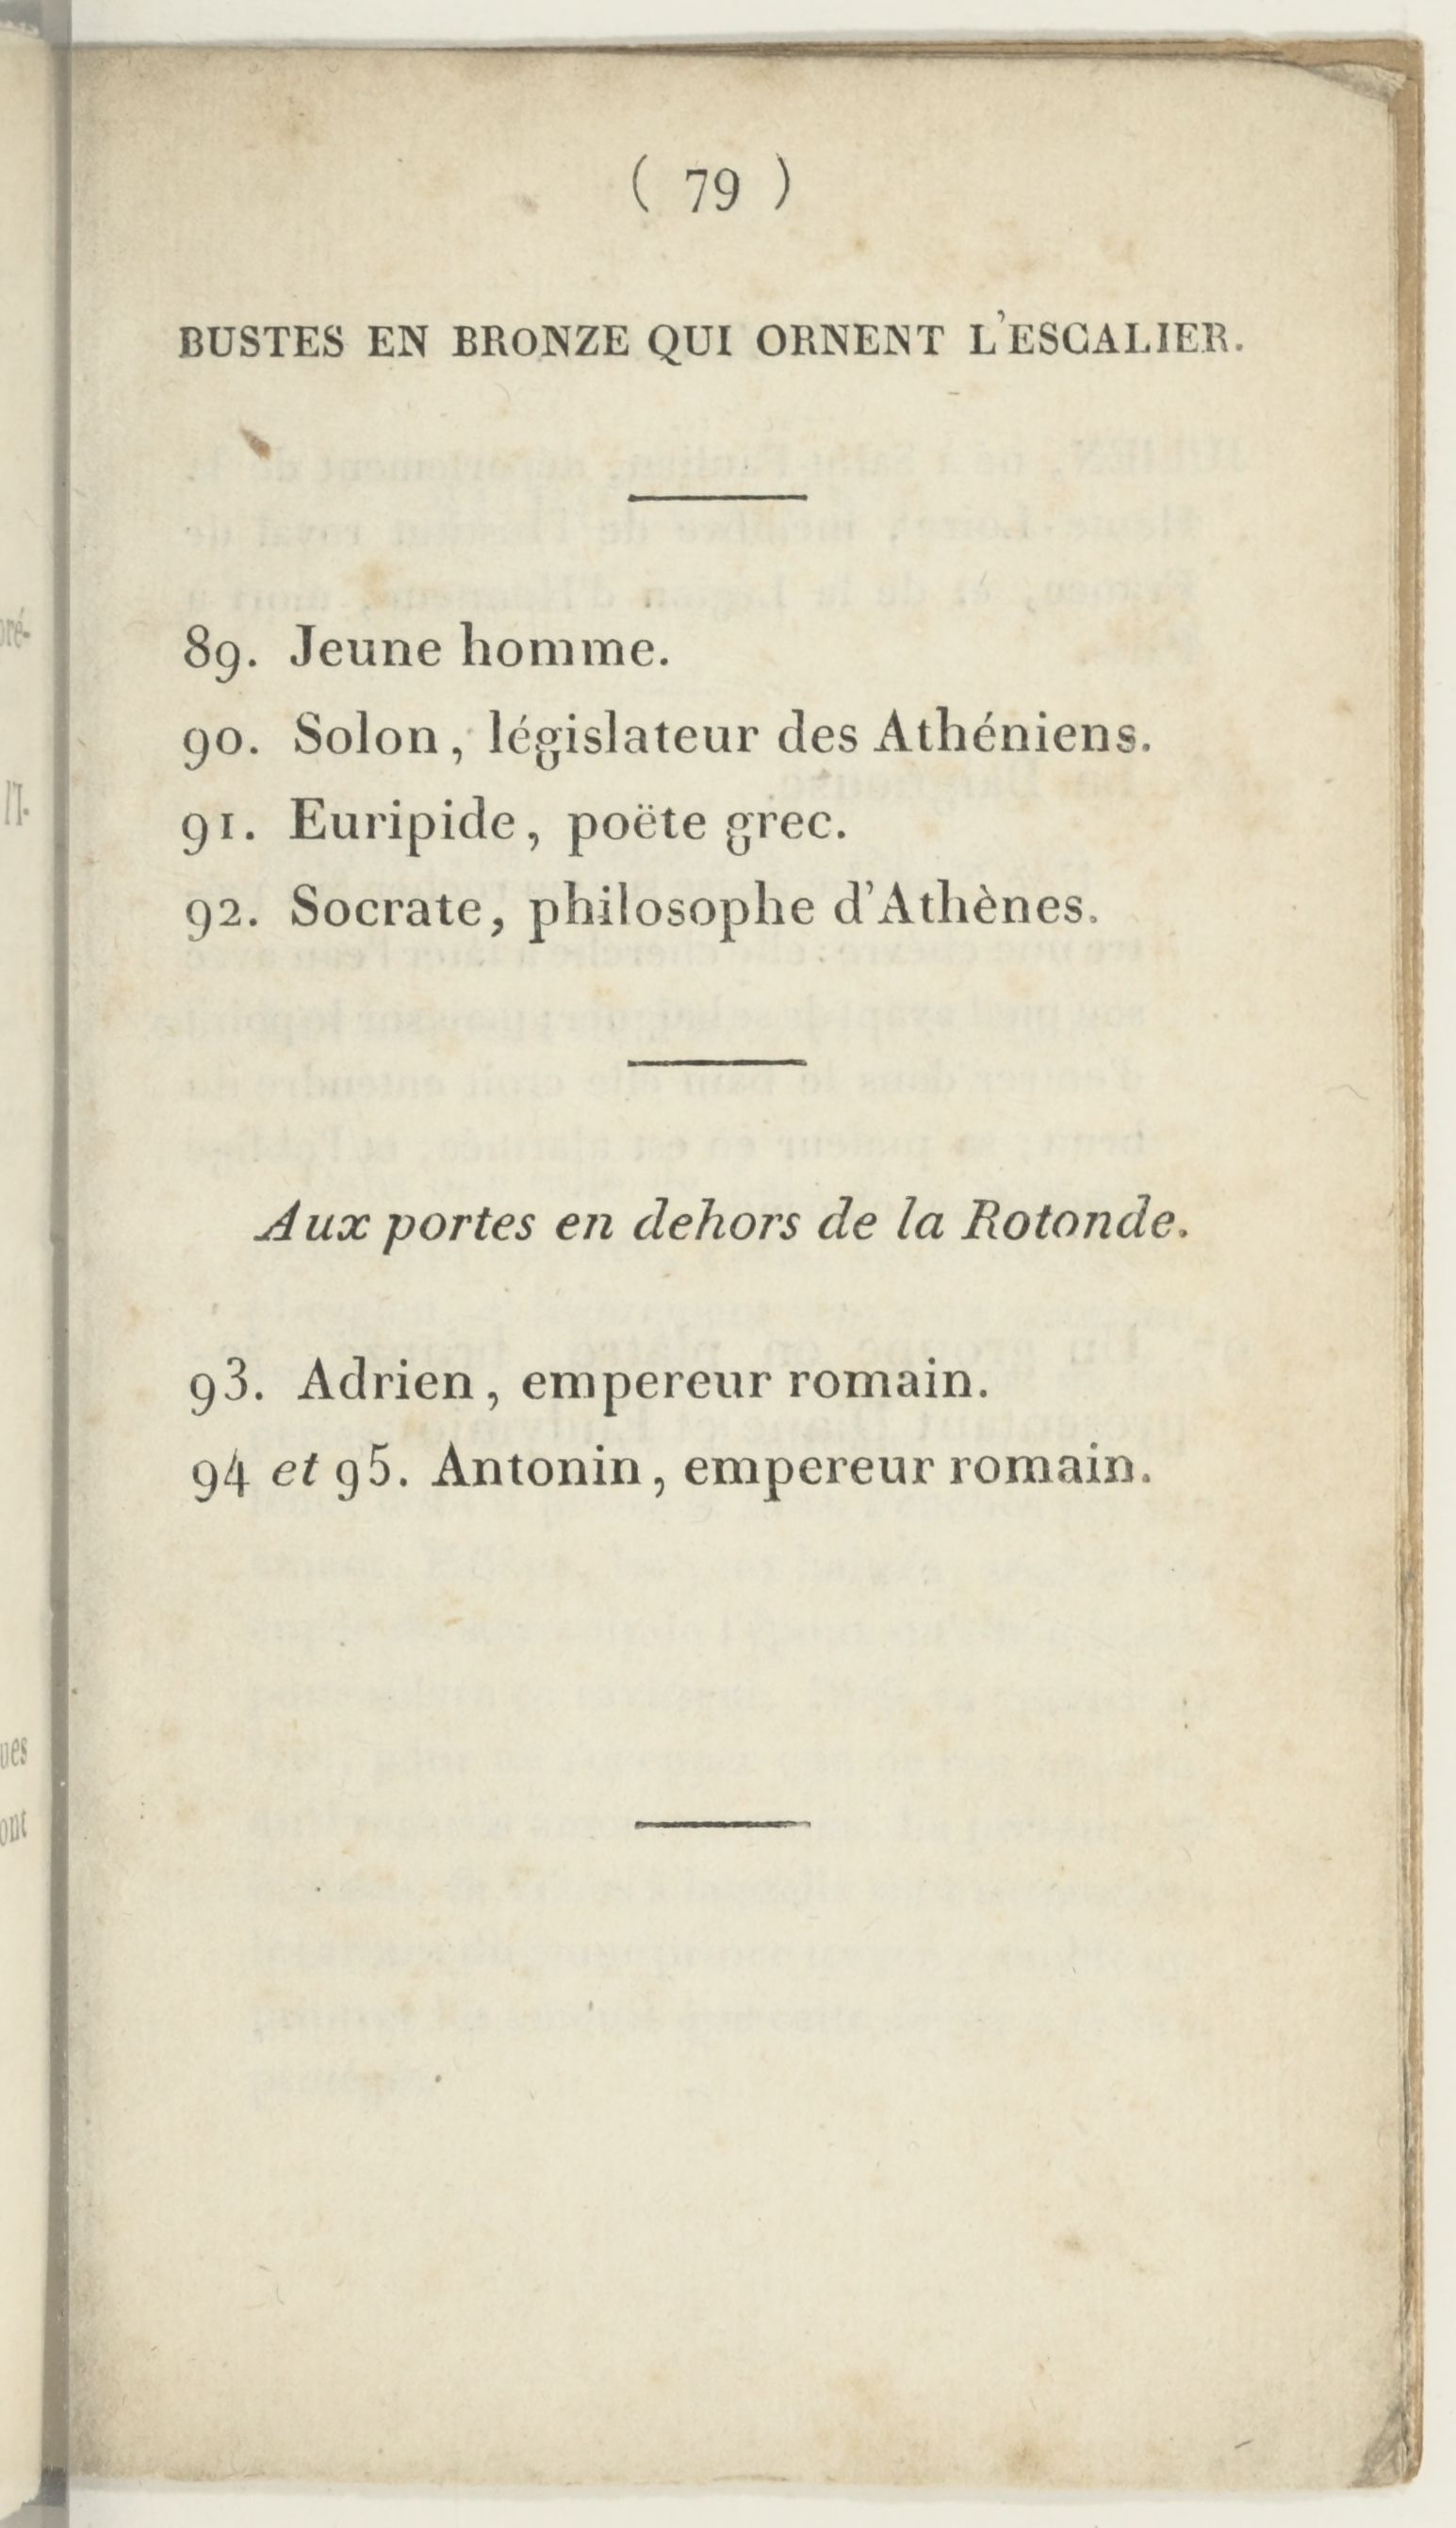 ( 79 )
BUSTES EN BRONZE QUI ORNENT L'ESCALIER.
89. Jeune homme.
90. Solon, législateur des Athéniens.
91. Euripide, poëte grec.
92. Socrate, philosophe d'Athènes.
Aux portes en dehors de la Rotonde.
93. Adrien, empereur romain.
94 et 95. Antonin, empereur romain.